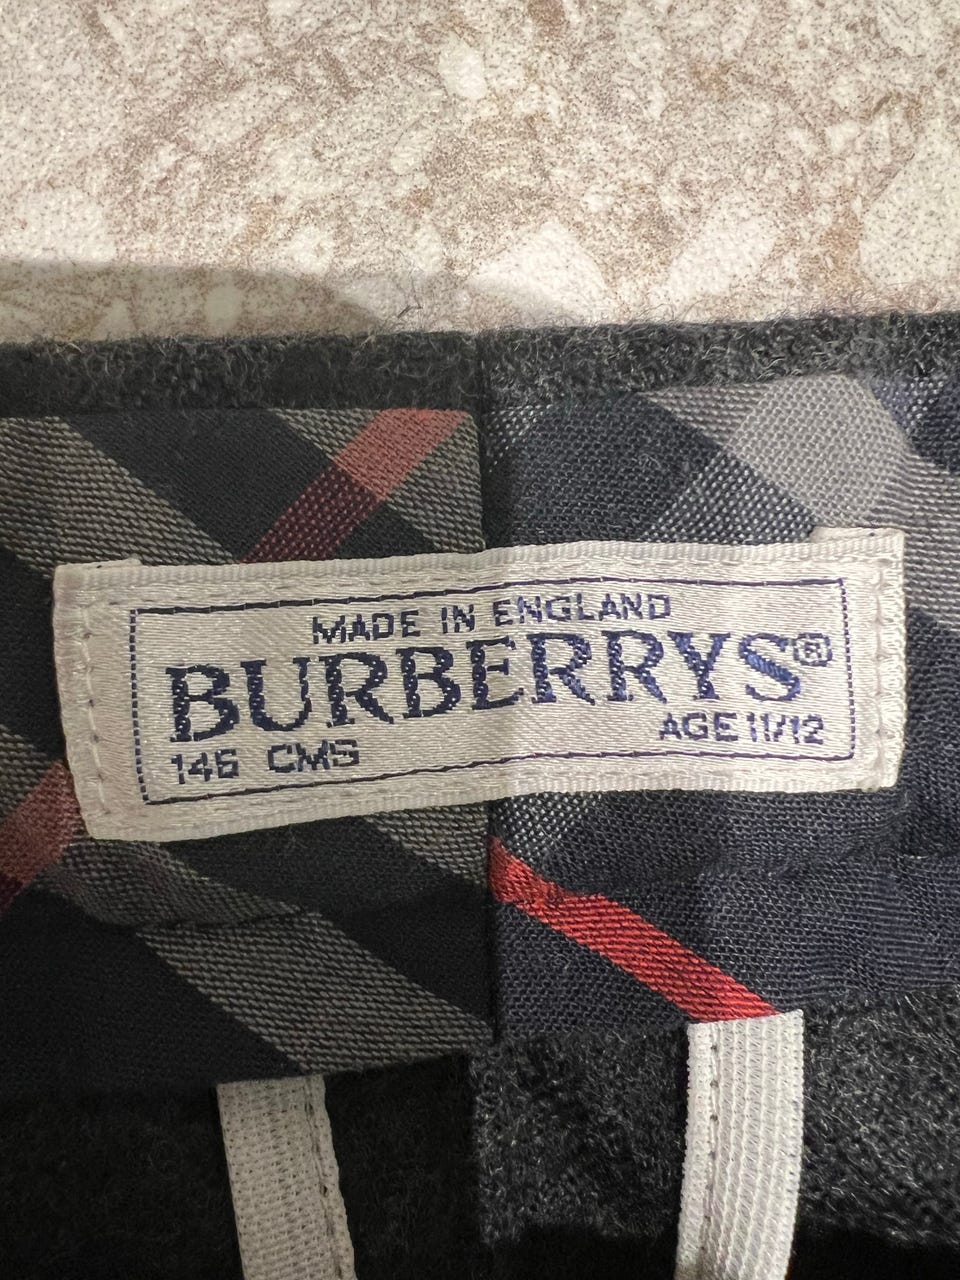 MADE IN ENGLAND
BURBERRYS®
146 CMS AGE 11/12